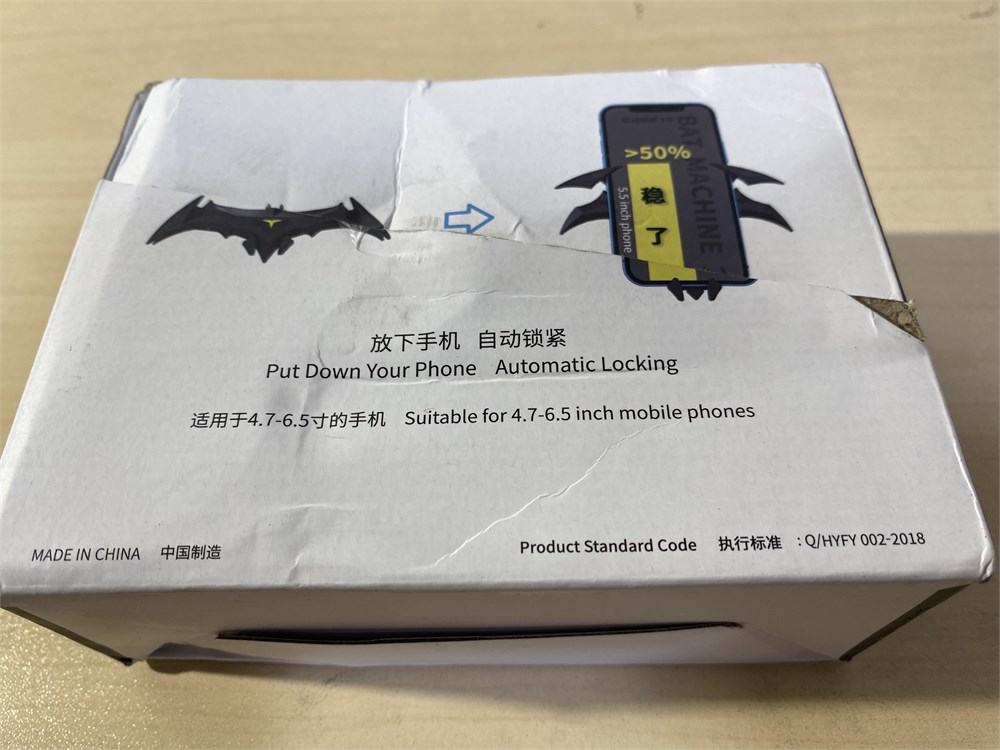 >50%
稳了
5.5 inch phone
BAT MACHINE
放下手机 自动锁紧
Put Down Your Phone Automatic Locking
适用于4.7-6.5寸的手机 Suitable for 4.7-6.5 inch mobile phones
MADE IN CHINA 中国制造
Product Standard Code 执行标准 :Q/HYFY 002-2018